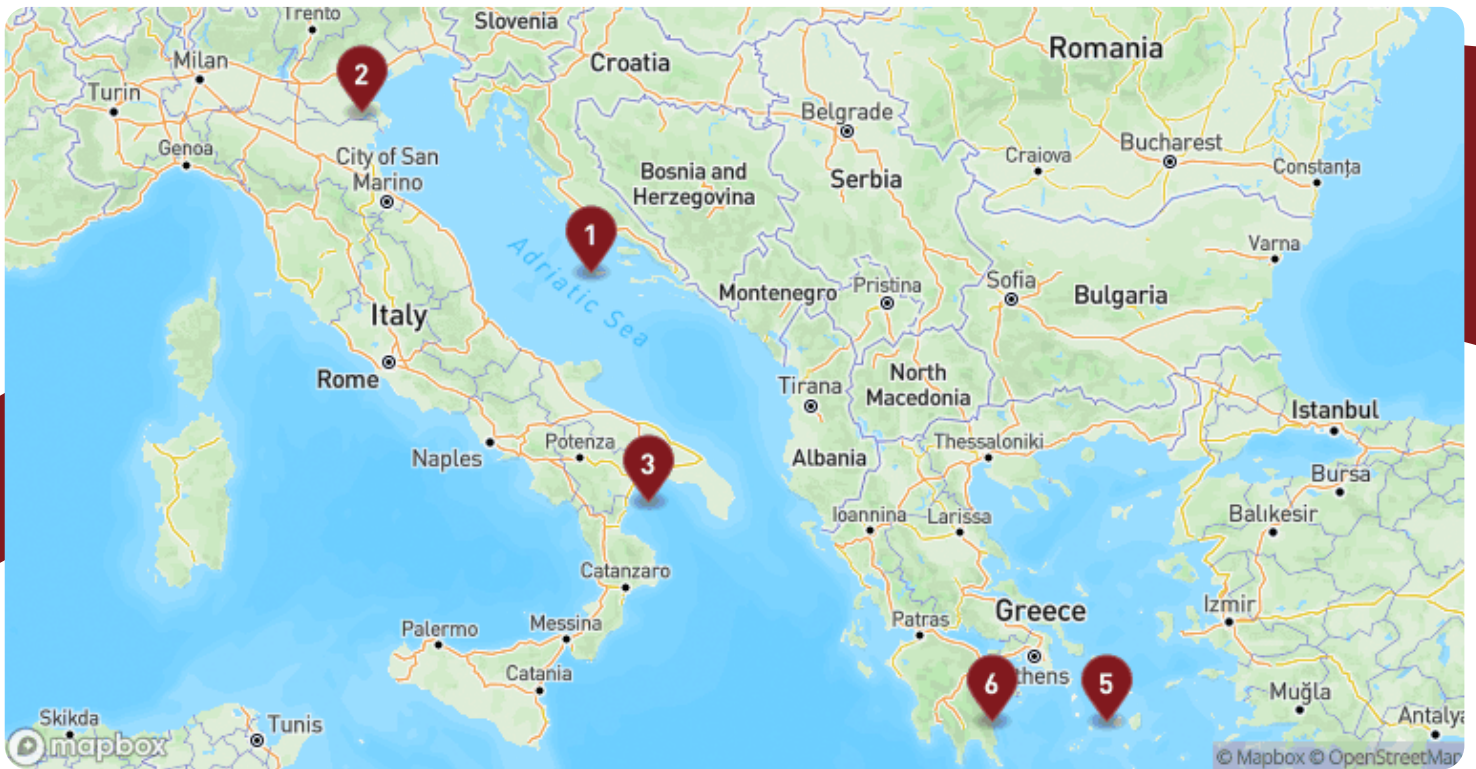 Trento
Slovenia
Milan
Croatia
Romania
2
Turin
Belgrade
Genoa
City of San
Marino
Bucharest
Craiova
Constanța
Bosnia and
Herzegovina
Serbia
1
Adriatic Sea
Varna
Montenegro
Pristina
Sofia
Bulgaria
Italy
Rome
Tirana
North
Macedonia
Istanbul
Naples
Potenza
3
Albania
Thessaloniki
Bursa
Ioannina
Larissa
Balıkesir
Catanzaro
Greece
Izmir
Palermo
Messina
Patras
Catania
6
thens
5
Muğla
Skikda
Tunis
Antalya
mapbox
© Mapbox © OpenStreetMap